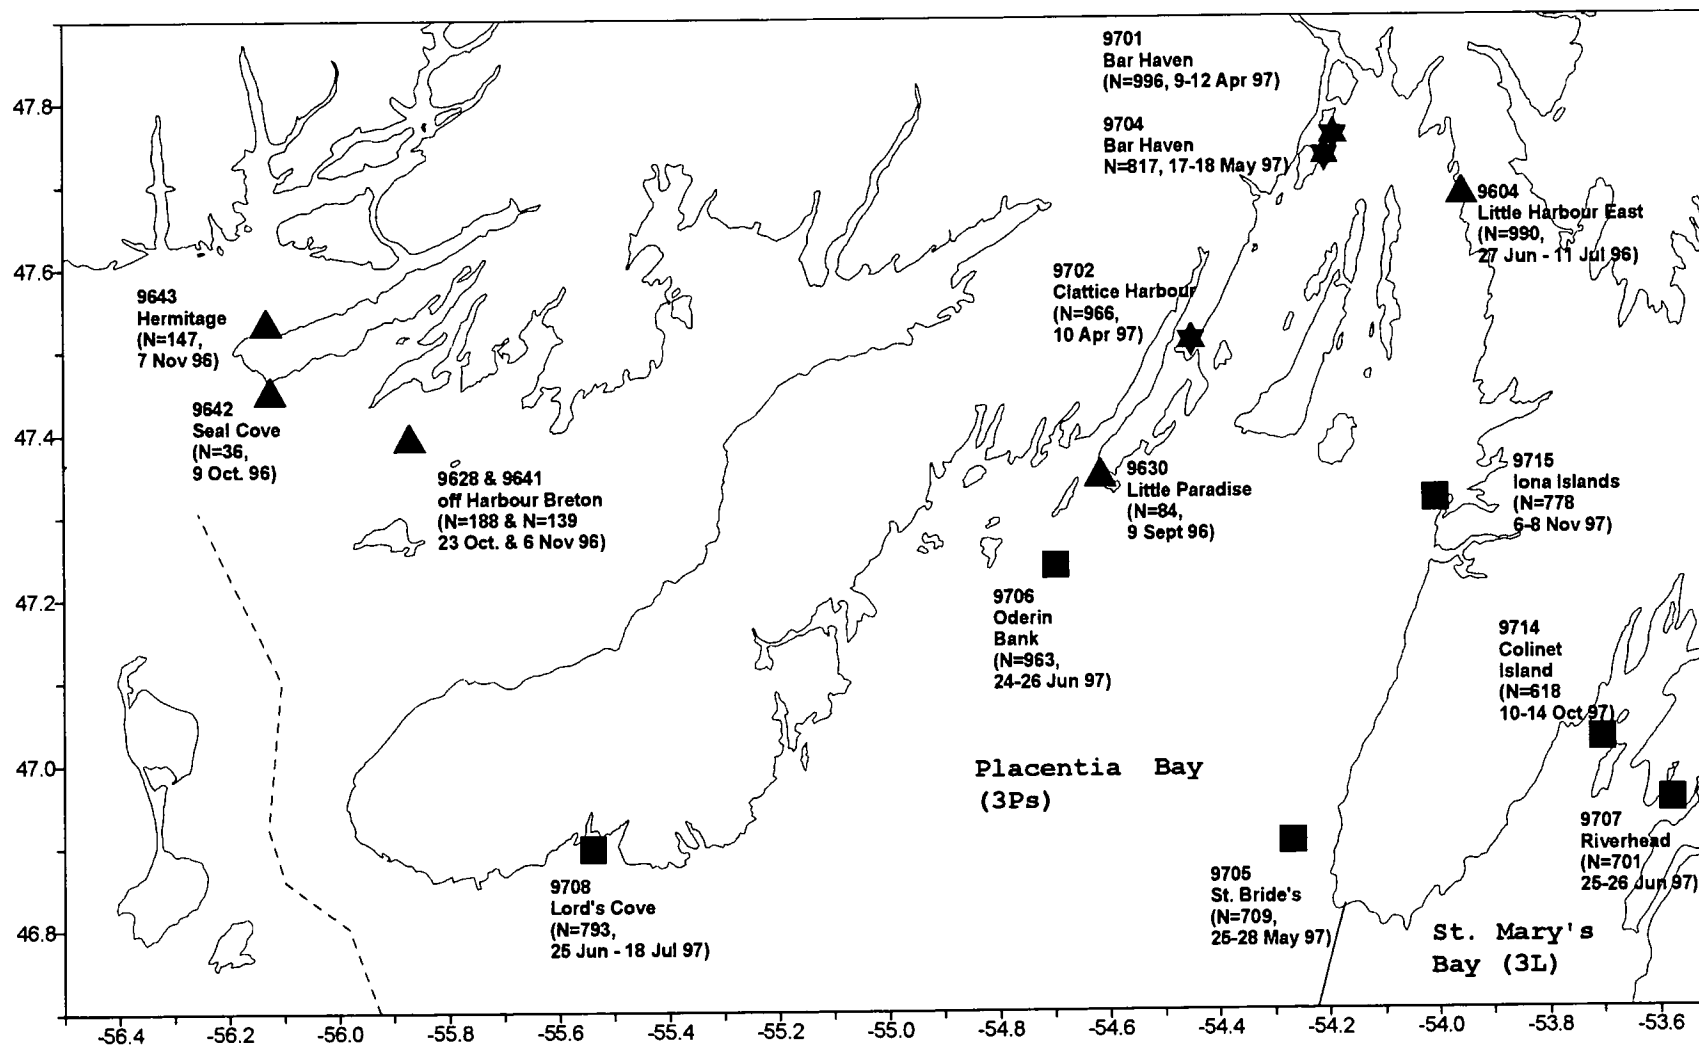 9701
Bar Haven
(N=996, 9-12 Apr 97)
9704
Bar Haven
N=817, 17-18 May 97)
9604
Little Harbour East
(N=990,
27 Jun - 11 Jul 96)
9702
Clattice Harbour
(N=966,
10 Apr 97)
9643
Hermitage
(N=147,
7 Nov 96)
9642
Seal Cove
(N=36,
9 Oct. 96)
9628 & 9641
off Harbour Breton
(N=188 & N=139
23 Oct. & 6 Nov 96)
9630
Little Paradise
(N=84,
9 Sept 96)
9715
Iona Islands
(N=778
6-8 Nov 97)
9706
Oderin
Bank
(N=963,
24-26 Jun 97)
9714
Colinet
Island
(N=618
10-14 Oct 97)
Placentia Bay
(3Ps)
9707
Riverhead
(N=701
25-26 Jun 97)
9705
St. Bride's
(N=709,
25-28 May 97)
9708
Lord's Cove
(N=793,
25 Jun - 18 Jul 97)
St. Mary's
Bay (3L)
47.8
47.6
47.4
47.2
47.0
46.8
-56.4 -56.2 -56.0 -55.8 -55.6 -55.4 -55.2 -55.0 -54.8 -54.6 -54.4 -54.2 -54.0 -53.8 -53.6